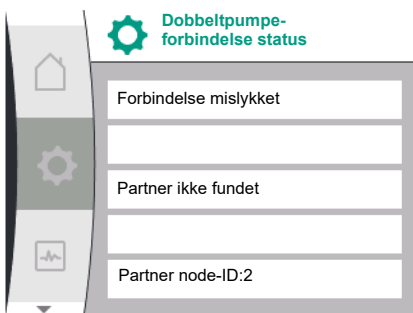 Dobbeltpumpe-
forbindelse status
Forbindelse mislykket
Partner ikke fundet
Partner node-ID:2